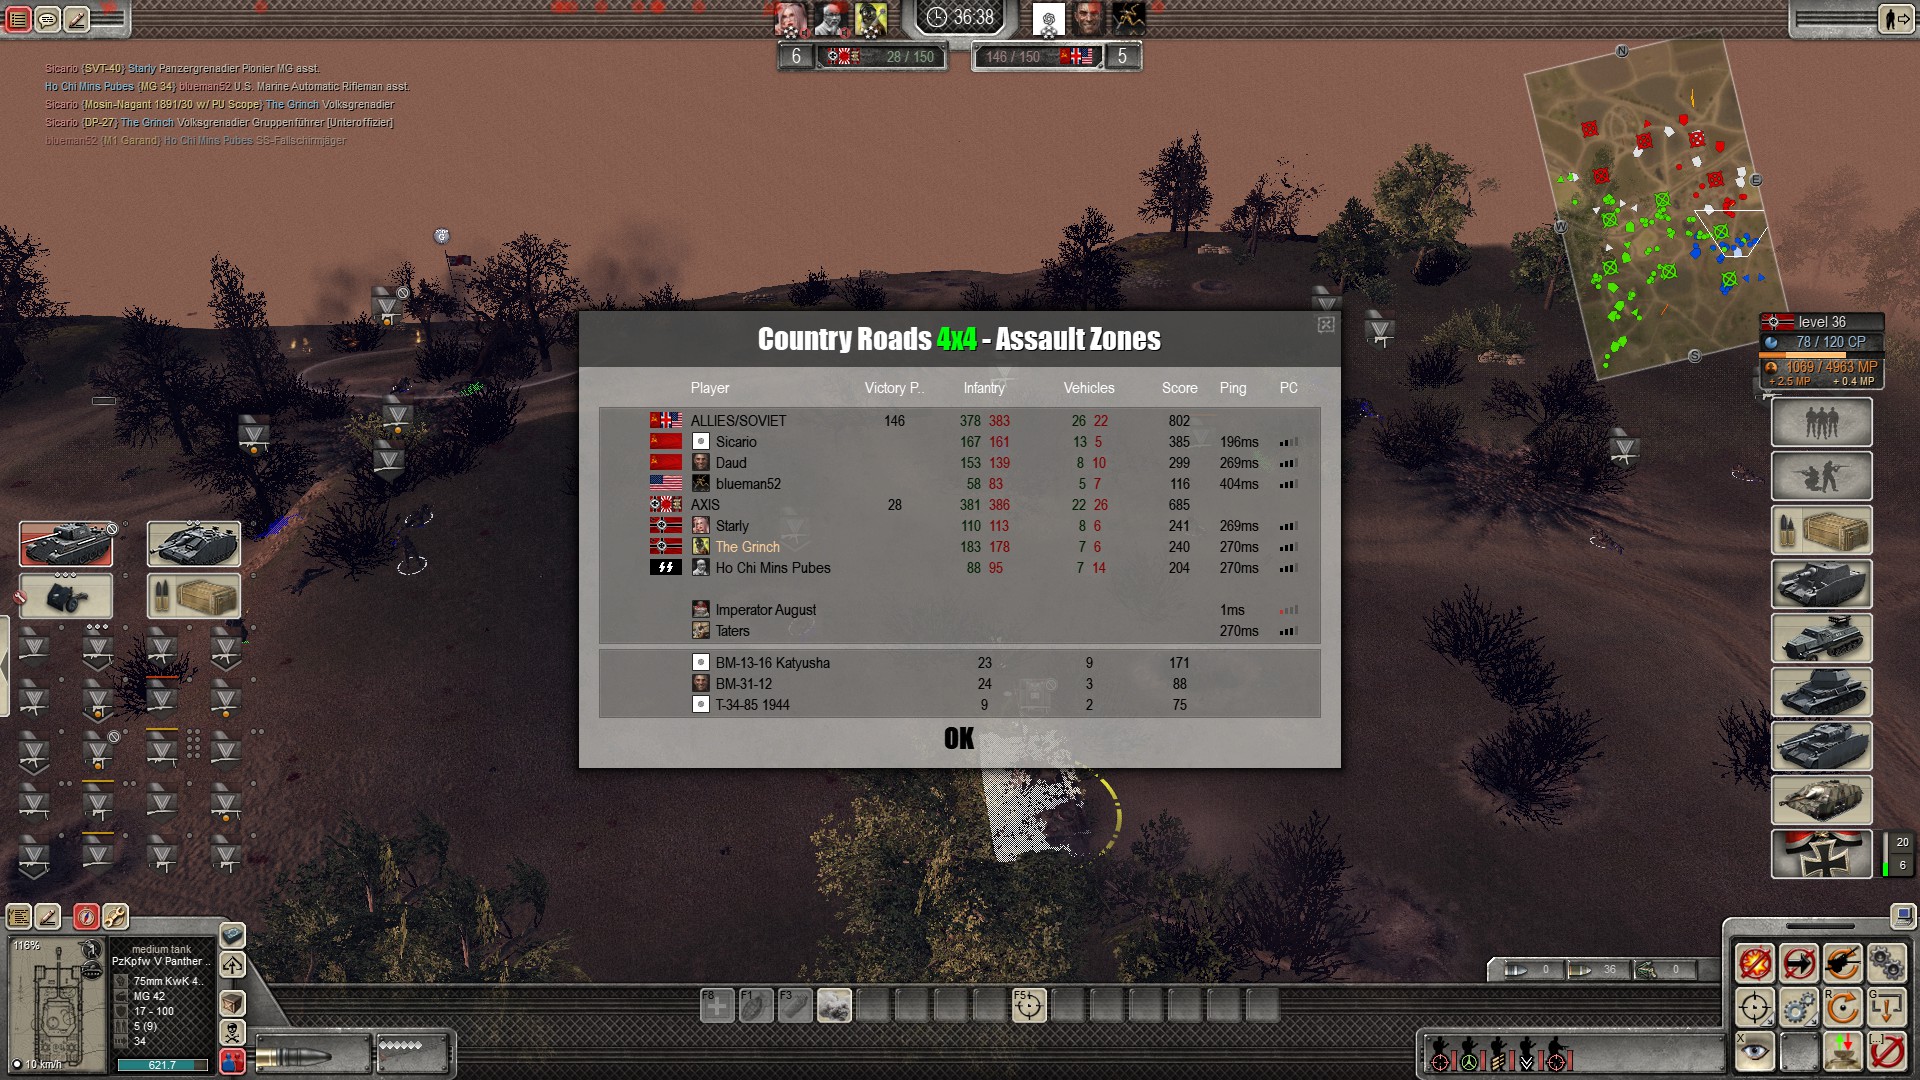 36:38
6 28 / 150 146 / 150 5
Sicario {SVT-40} Starly Panzergrenadier Pionier MG asst.
Ho Chi Mins Pubes {MG 34} blueman52 U.S. Marine Automatic Rifleman asst.
Sicario {Mosin-Nagant 1891/30 w/ PU Scope} The Grinch Volksgrenadier
Sicario {DP-27} The Grinch Volksgrenadier Gruppenführer [Unteroffizier]
blueman52 {M1 Garand} Ho Chi Mins Pubes SS-Fallschirmjäger
N
E
W
S
level 36
78 / 120 CP
1069 / 4963 MP
+ 2.5 MP + 0.4 MP
Country Roads 4x4 - Assault Zones
Player Victory P.. Infantry Vehicles Score Ping PC
ALLIES/SOVIET 146 378 383 26 22 802
Sicario 167 161 13 5 385 196ms
Daud 153 139 8 10 299 269ms
blueman52 58 83 5 7 116 404ms
AXIS 28 381 386 22 26 685
Starly 110 113 8 6 241 269ms
The Grinch 183 178 7 6 240 270ms
Ho Chi Mins Pubes 88 95 7 14 204 270ms
Imperator August 1ms
Taters 270ms
BM-13-16 Katyusha 23 9 171
BM-31-12 24 3 88
T-34-85 1944 9 2 75
OK
20
6
116%
medium tank
PzKpfw V Panther ..
75mm KwK 4..
MG 42
17 - 100
5 (9)
34
621.7
10 km/h
F8 F1 F3 F5
0 36 0
R G
X [...]